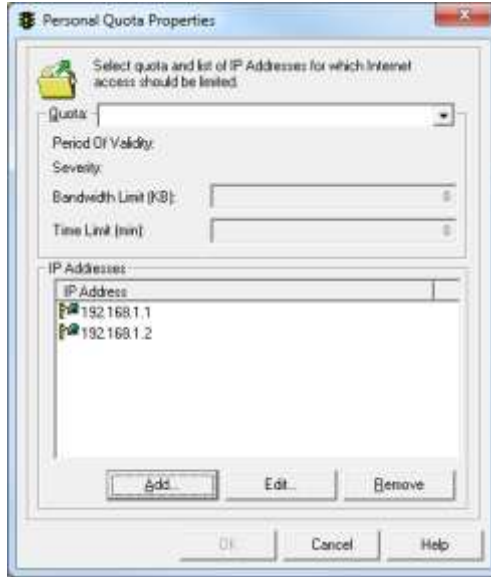 Personal Quota Properties
Select quota and list of IP Addresses for which Internet
access should be limited.
Quota:
Period Of Validity:
Severity:
Bandwidth Limit (KB):
0
Time Limit (min):
0
IP Addresses
IP Address
192.168.1.1
192.168.1.2
Add...
Edit...
Remove
OK
Cancel
Help